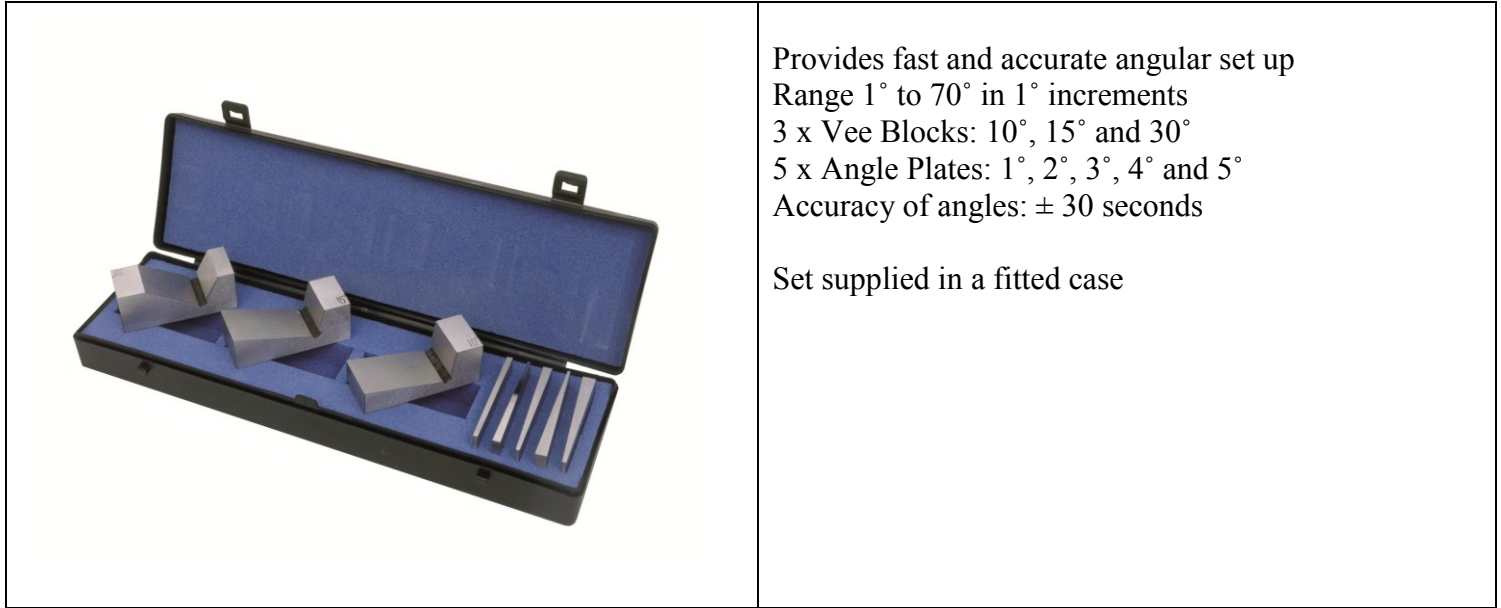 Provides fast and accurate angular set up
Range 1˚ to 70˚ in 1˚ increments
3 x Vee Blocks: 10˚, 15˚ and 30˚
5 x Angle Plates: 1˚, 2˚, 3˚, 4˚ and 5˚
Accuracy of angles: ± 30 seconds
Set supplied in a fitted case